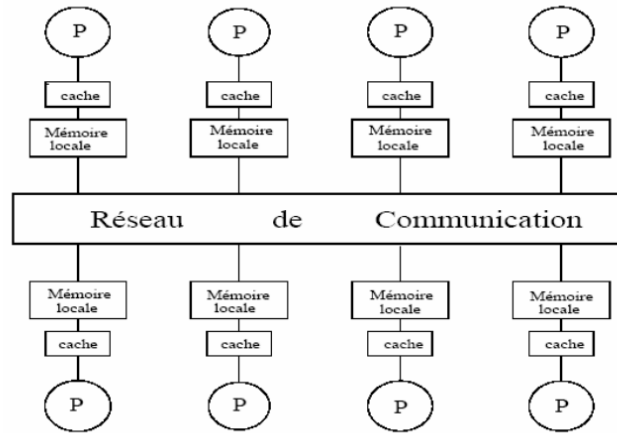 P P P P
cache cache cache cache
Mémoire Mémoire Mémoire Mémoire
locale locale locale locale
Réseau de Communication
Mémoire Mémoire Mémoire Mémoire
locale locale locale locale
cache cache cache cache
P P P P